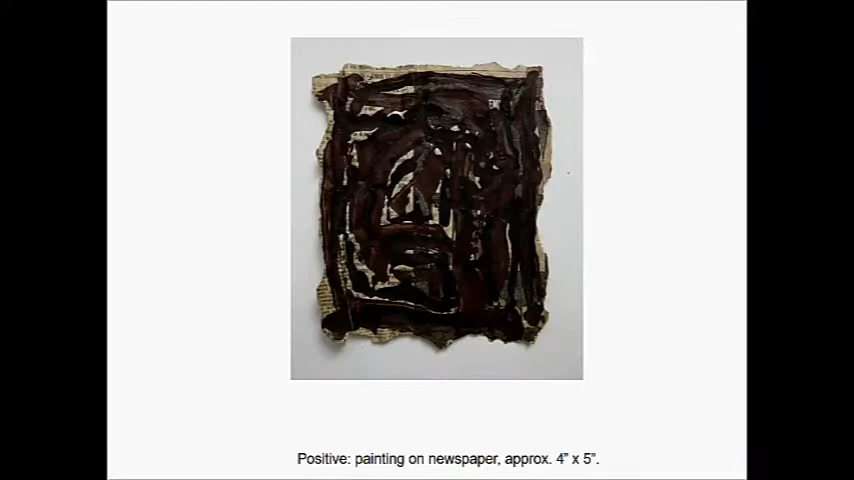 Positive: painting on newspaper, approx. 4” x 5”.